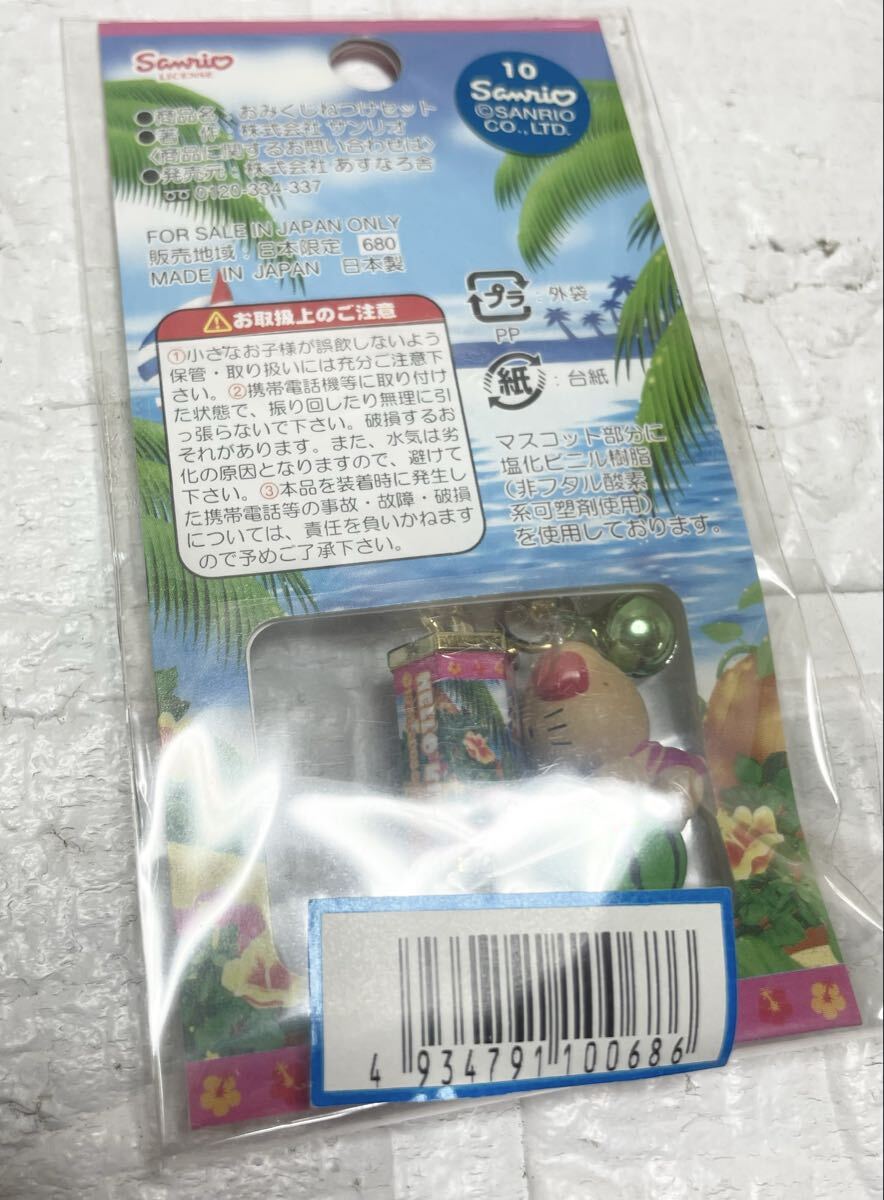 Sanrio
LICENSE
10
Sanrio
©SANRIO
CO., LTD.
●商品名：おみくじねつけセット
●著　作：株式会社 サンリオ
〈商品に関するお問い合わせは〉
●発売元：株式会社 あすなろ舎
0120-334-337
FOR SALE IN JAPAN ONLY
販売地域：日本限定 680
MADE IN JAPAN 日本製
プラ：外袋
PP
紙：台紙
⚠お取扱上のご注意
①小さなお子様が誤飲しないよう
保管・取り扱いには充分ご注意下
さい。②携帯電話機等に取り付け
た状態で、振り回したり無理に引
っ張らないで下さい。破損するお
それがあります。また、水気は劣
化の原因となりますので、避けて
下さい。③本品を装着時に発生し
た携帯電話等の事故・故障・破損
については、責任を負いかねます
ので予めご了承下さい。
マスコット部分に
塩化ビニル樹脂
（非フタル酸素
系可塑剤使用）
を使用しております。
Hello
4 934791 100686